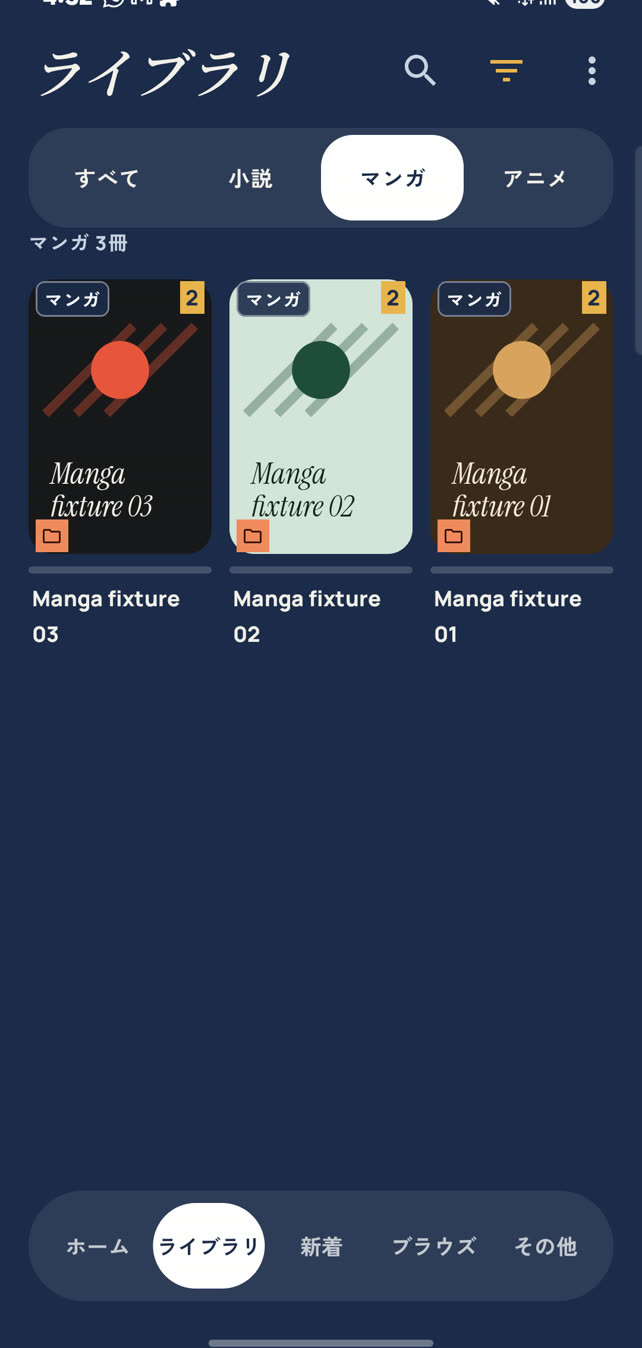 ライブラリ
すべて 小説 マンガ アニメ
マンガ 3冊
マンガ 2
Manga
fixture 03
マンガ 2
Manga
fixture 02
マンガ 2
Manga
fixture 01
Manga fixture
03
Manga fixture
02
Manga fixture
01
ホーム ライブラリ 新着 ブラウズ その他